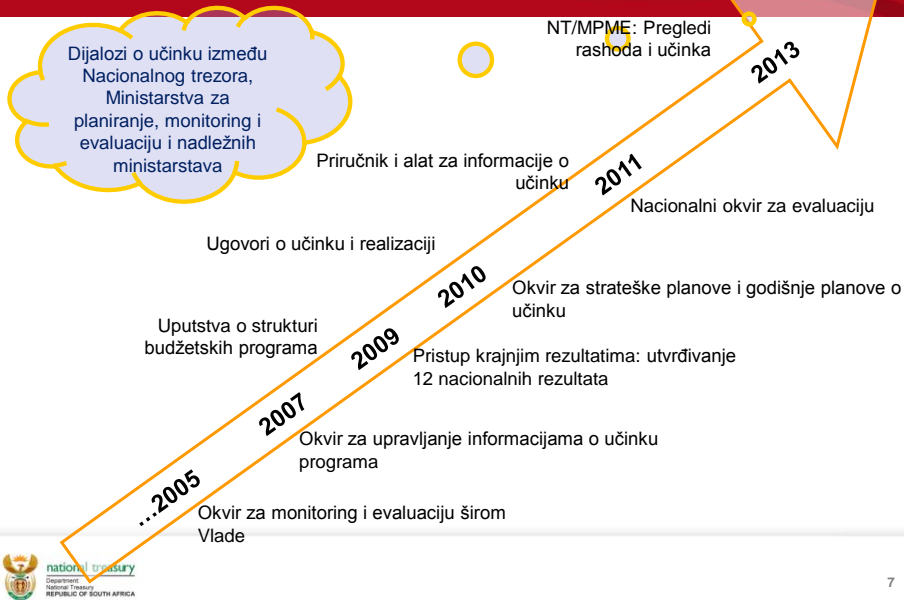 Dijalozi o učinku između
Nacionalnog trezora,
Ministarstva za
planiranje, monitoring i
evaluaciju i nadležnih
ministarstava
NT/MPME: Pregledi
rashoda i učinka
2013
Priručnik i alat za informacije o
učinku
2011
Nacionalni okvir za evaluaciju
Ugovori o učinku i realizaciji
2010
Okvir za strateške planove i godišnje planove o
učinku
Uputstva o strukturi
budžetskih programa
2009
Pristup krajnjim rezultatima: utvrđivanje
12 nacionalnih rezultata
2007
Okvir za upravljanje informacijama o učinku
programa
...2005
Okvir za monitoring i evaluaciju širom
Vlade
national treasury
Department:
National Treasury
REPUBLIC OF SOUTH AFRICA
7